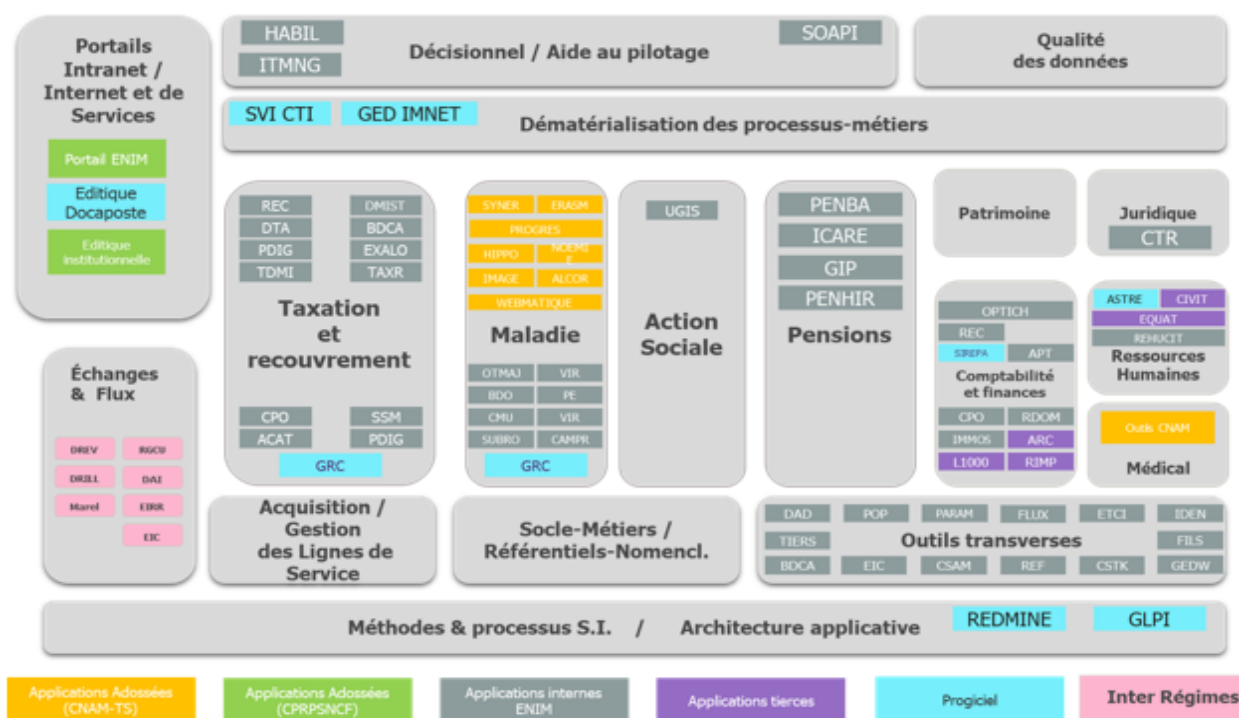 Portails
Intranet /
Internet et de
Services
Portail ENIM
Editique
Docaposte
Editique
institutionnelle
HABIL
ITMNG
Décisionnel / Aide au pilotage
SOAPI
Qualité
des données
SVI CTI
GED IMNET
Dématérialisation des processus-métiers
REC
DMIST
DTA
BDCA
PDIG
EXALO
TDMI
TAXR
Taxation
et
recouvrement
CPO
SSM
ACAT
PDIG
GRC
SYNER
ERASM
PROGRES
HIPPO
NOEMI
E
IMAGE
ALCOR
WEBMATIQUE
Maladie
OTMAJ
VIR
BDO
PE
CMU
VIR
SUBRO
CAMPR
GRC
UGIS
Action
Sociale
PENBA
ICARE
GIP
PENHIR
Pensions
Patrimoine
Juridique
CTR
OPTICH
REC
SIREPA
APT
Comptabilité
et finances
CPO
RDOM
IMMOS
ARC
L1000
RIMP
ASTRE
CIVIT
EQUAT
REHUCIT
Ressources
Humaines
Outils CNAM
Médical
Échanges
& Flux
DREV
RGCU
DRILL
DAI
Marel
EIRR
EIC
Acquisition /
Gestion
des Lignes de
Service
Socle-Métiers /
Référentiels-Nomencl.
DAD
POP
PARAM
FLUX
ETCI
IDEN
TIERS
Outils transverses
FILS
BDCA
EIC
CSAM
REF
CSTK
GEDW
Méthodes & processus S.I. / Architecture applicative
REDMINE
GLPI
Applications Adossées
(CNAM-TS)
Applications Adossées
(CPRPSNCF)
Applications internes
ENIM
Applications tierces
Progiciel
Inter Régimes